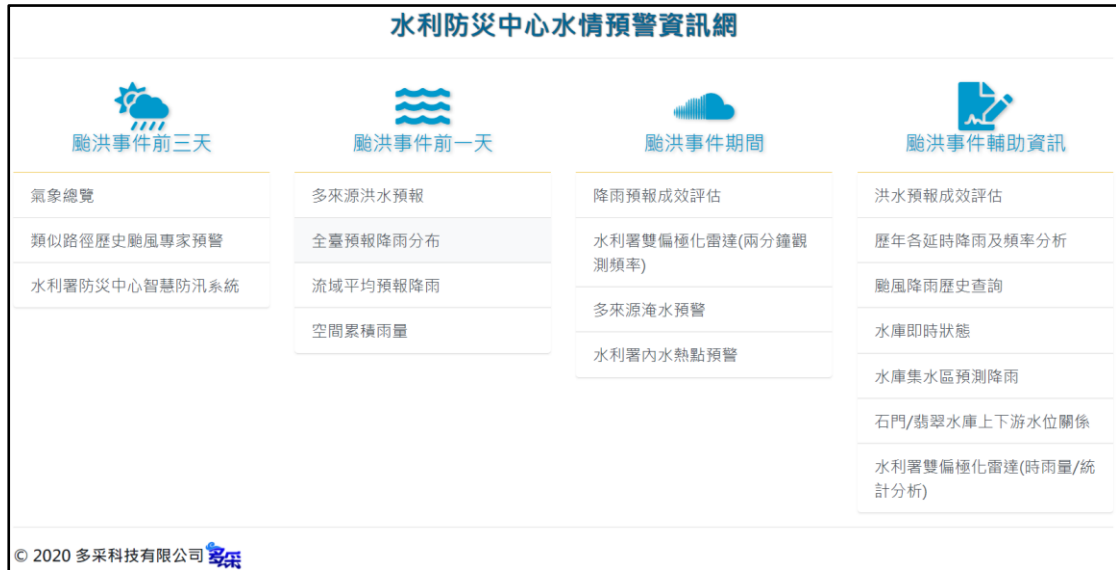 水利防災中心水情預警資訊網
颱洪事件前三天
氣象總覽
類似路徑歷史颱風專家預警
水利署防災中心智慧防汛系統
颱洪事件前一天
多來源洪水預報
全臺預報降雨分布
流域平均預報降雨
空間累積雨量
颱洪事件期間
降雨預報成效評估
水利署雙偏極化雷達(兩分鐘觀
測頻率)
多來源淹水預警
水利署內水熱點預警
颱洪事件輔助資訊
洪水預報成效評估
歷年各延時降雨及頻率分析
颱風降雨歷史查詢
水庫即時狀態
水庫集水區預測降雨
石門/翡翠水庫上下游水位關係
水利署雙偏極化雷達(時雨量/統
計分析)
© 2020 多采科技有限公司 多采